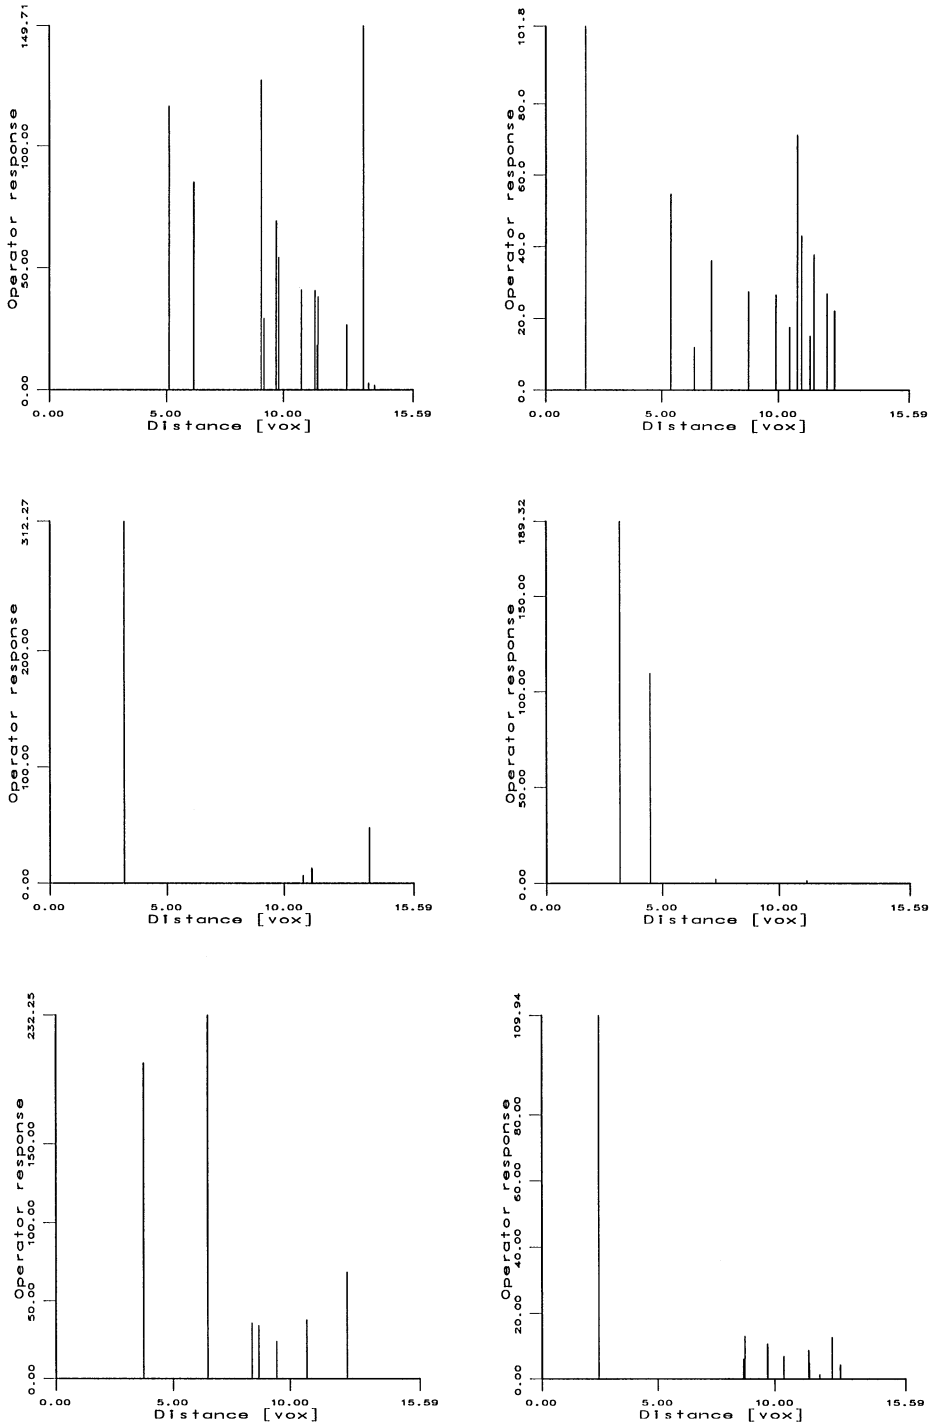 149.71
100.00
50.00
0.00
Operator response
0.00 5.00 10.00 15.59
Distance [vox]
101.8
80.0
60.0
40.0
20.0
0.0
Operator response
0.00 5.00 10.00 15.59
Distance [vox]
312.27
200.00
100.00
0.00
Operator response
0.00 5.00 10.00 15.59
Distance [vox]
189.32
150.00
100.00
50.00
0.00
Operator response
0.00 5.00 10.00 15.59
Distance [vox]
232.25
150.00
100.00
50.00
0.00
Operator response
0.00 5.00 10.00 15.59
Distance [vox]
109.94
80.00
60.00
40.00
20.00
0.00
Operator response
0.00 5.00 10.00 15.59
Distance [vox]